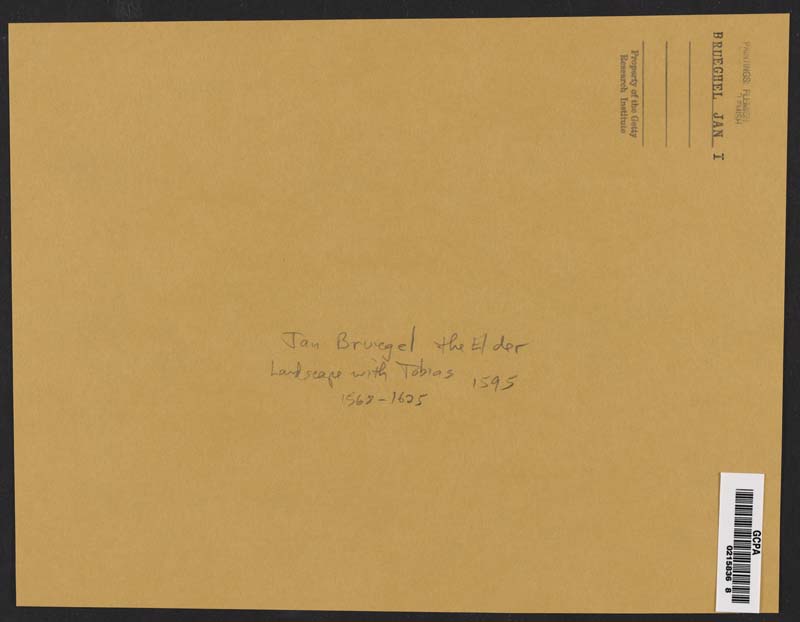 PAINTINGS: FLEMISH
BRUEGHEL JAN I
Property of the Getty
Research Institute
Jan Bruegel the Elder
Landscape with Tobias 1595
1568-1625
GCPA
0215836 8